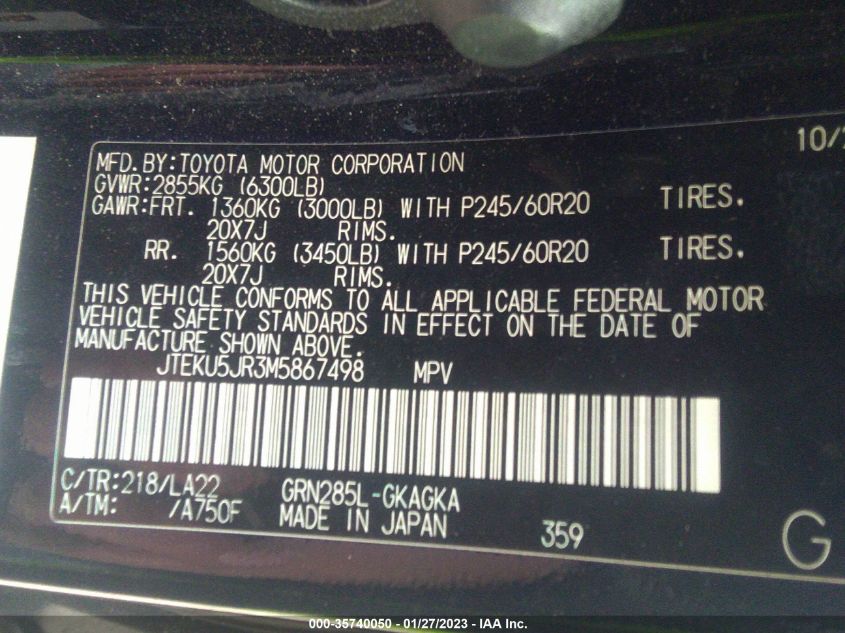 10/2
MFD.BY:TOYOTA MOTOR CORPORATION
GVWR:2855KG (6300LB)
GAWR:FRT. 1360KG (3000LB) WITH P245/60R20 TIRES.
20X7J RIMS.
RR. 1560KG (3450LB) WITH P245/60R20 TIRES.
20X7J RIMS.
THIS VEHICLE CONFORMS TO ALL APPLICABLE FEDERAL MOTOR
VEHICLE SAFETY STANDARDS IN EFFECT ON THE DATE OF
MANUFACTURE SHOWN ABOVE.
JTEKU5JR3M5867498 MPV
C/TR:218/LA22 GRN285L-GKAGKA
A/TM: /A750F MADE IN JAPAN 359
G
000-35740050 - 01/27/2023 - IAA Inc.